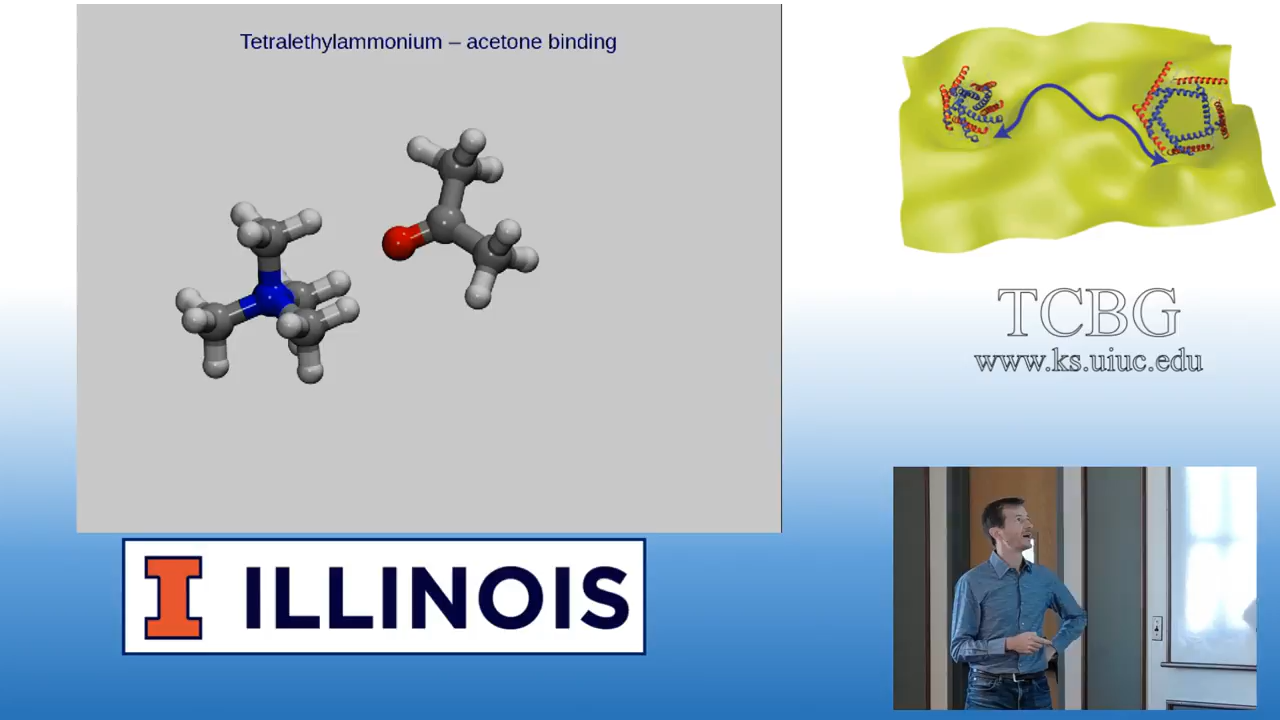 Tetralethylammonium – acetone binding
TCBG
www.ks.uiuc.edu
I ILLINOIS